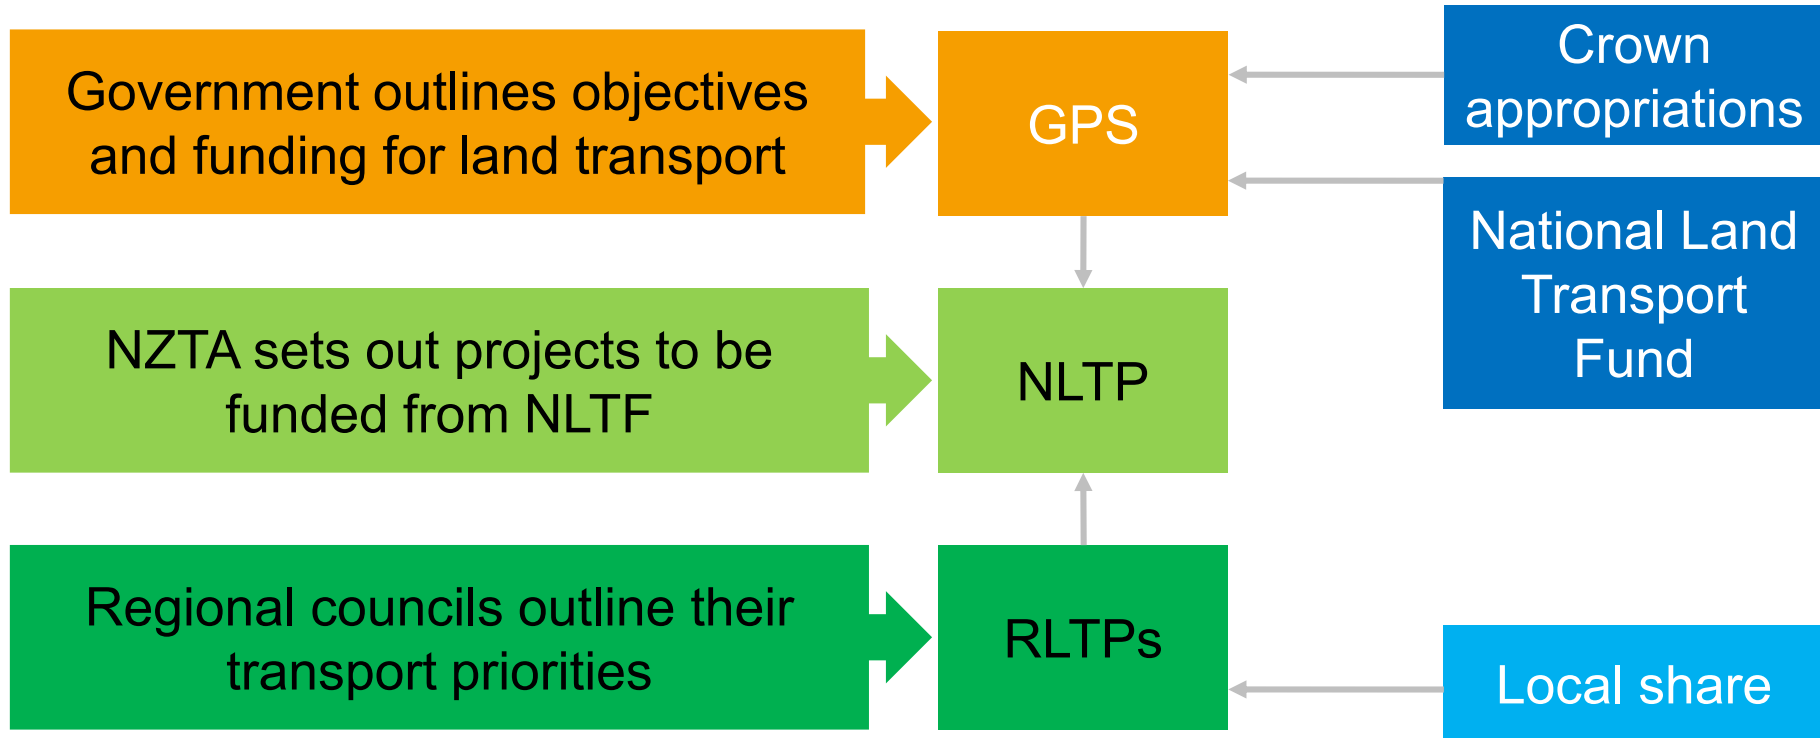 Government outlines objectives
and funding for land transport
GPS
Crown
appropriations
National Land
Transport
Fund
NZTA sets out projects to be
funded from NLTF
NLTP
Regional councils outline their
transport priorities
RLTPs
Local share